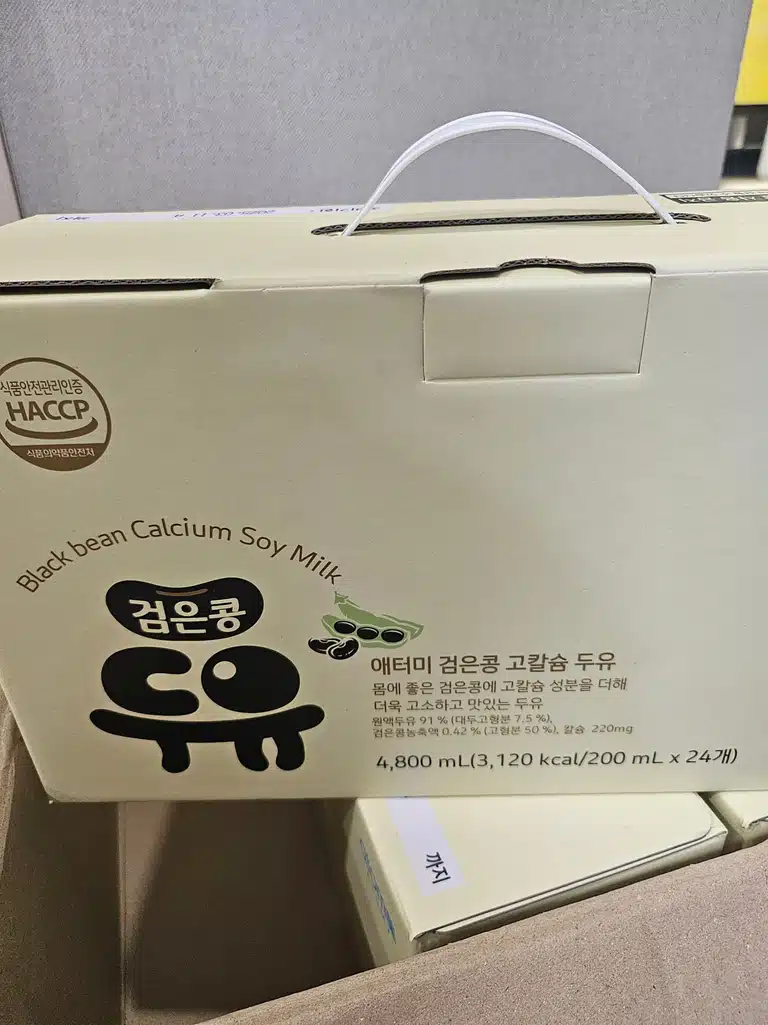 식품안전관리인증
HACCP
식품의약품안전처
Black bean Calcium Soy Milk
검은콩
두유
애터미 검은콩 고칼슘 두유
몸에 좋은 검은콩에 고칼슘 성분을 더해
더욱 고소하고 맛있는 두유
원액두유 91 % (대두고형분 7.5 %),
검은콩농축액 0.42 % (고형분 50 %), 칼슘 220mg
4,800 mL(3,120 kcal/200 mL x 24개)
까지